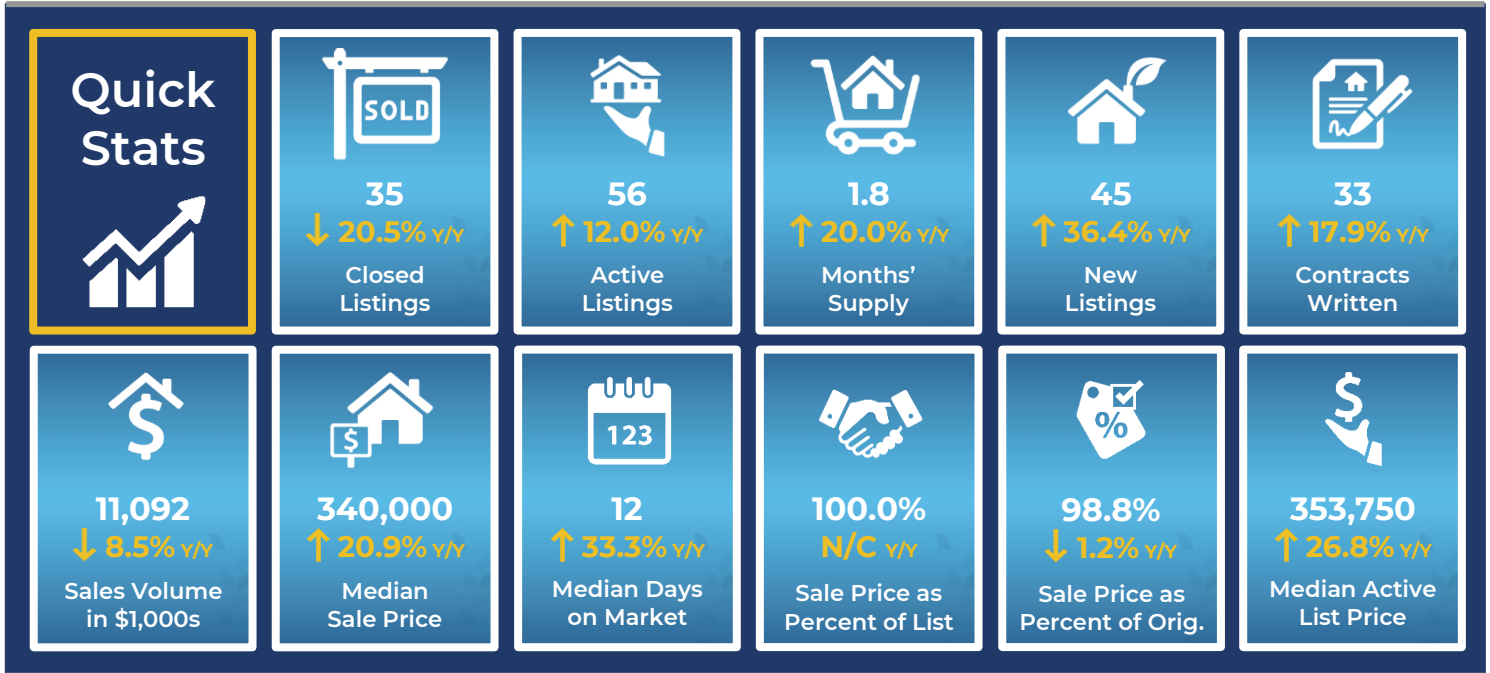 Quick
Stats
SOLD
35
↓ 20.5% Y/Y
Closed
Listings
56
↑ 12.0% Y/Y
Active
Listings
1.8
↑ 20.0% Y/Y
Months’
Supply
45
↑ 36.4% Y/Y
New
Listings
33
↑ 17.9% Y/Y
Contracts
Written
$
11,092
↓ 8.5% Y/Y
Sales Volume
in $1,000s
$
340,000
↑ 20.9% Y/Y
Median
Sale Price
123
12
↑ 33.3% Y/Y
Median Days
on Market
100.0%
N/C Y/Y
Sale Price as
Percent of List
%
98.8%
↓ 1.2% Y/Y
Sale Price as
Percent of Orig.
$
353,750
↑ 26.8% Y/Y
Median Active
List Price